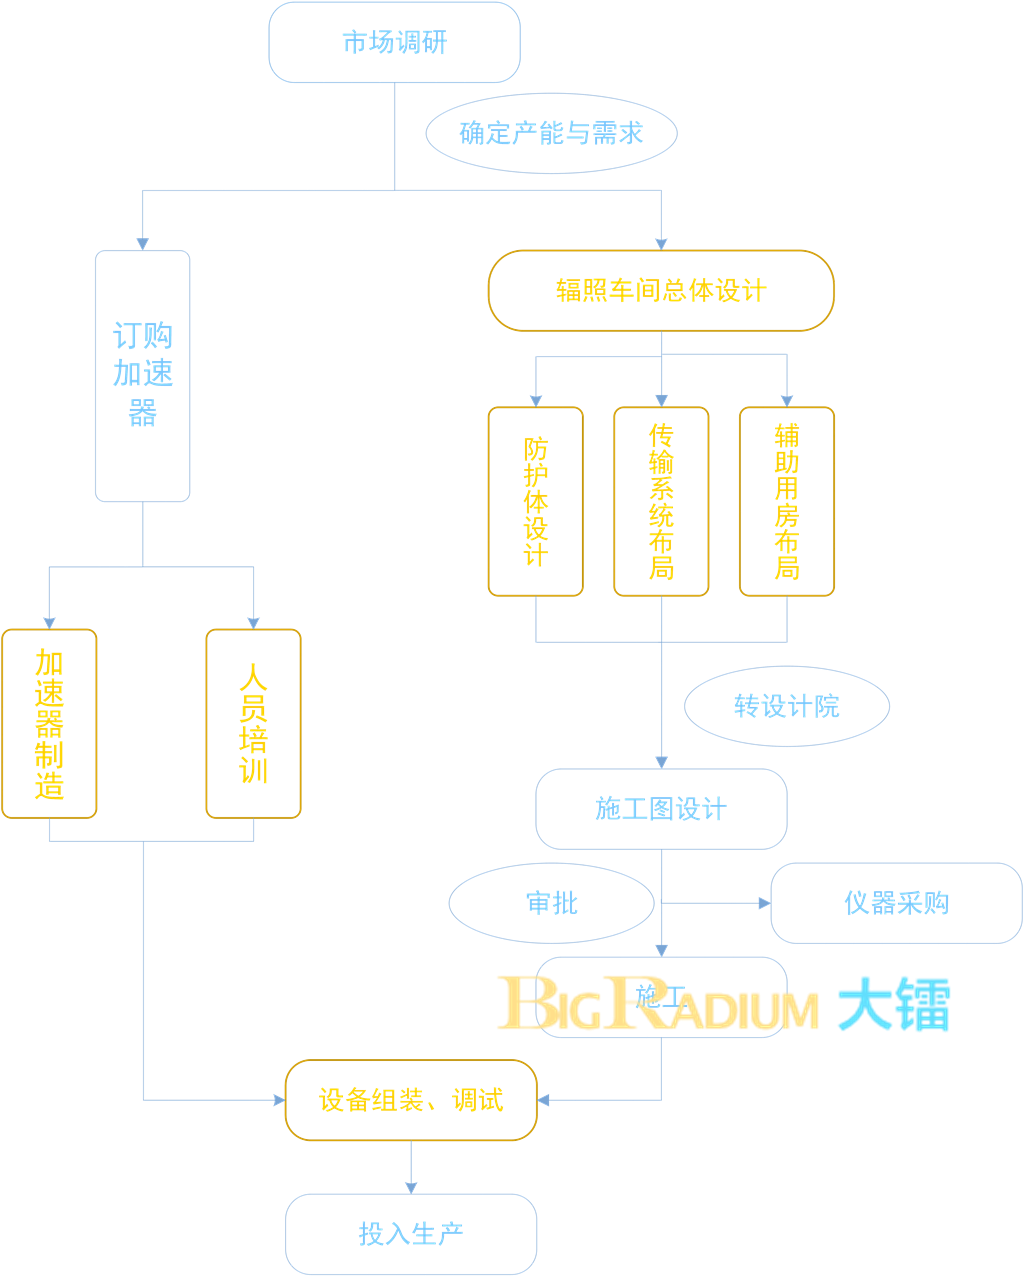 市场调研
确定产能与需求
订购
加速
器
辐照车间总体设计
防护体设计
传输系统布局
辅助用房布局
加速器制造
人员培训
转设计院
施工图设计
审批
仪器采购
施工
BIGRADIUM 大镭
设备组装、调试
投入生产